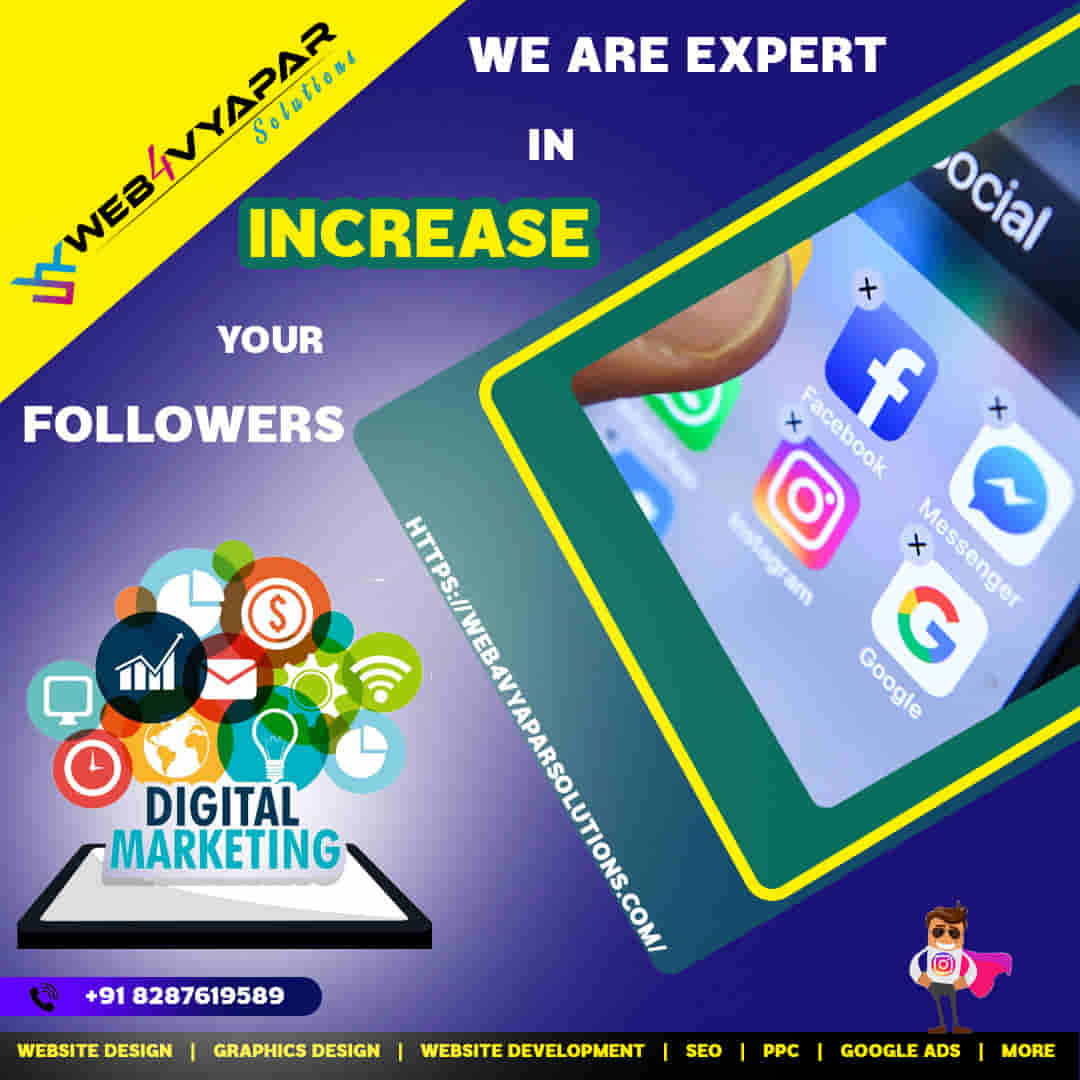 WEB4VYAPAR
Solutions
WE ARE EXPERT
IN
INCREASE
YOUR
FOLLOWERS
Social
Facebook
Instagram
Messenger
Google
HTTPS://WEB4VYAPARSOLUTIONS.COM/
DIGITAL
MARKETING
+91 8287619589
WEBSITE DESIGN | GRAPHICS DESIGN | WEBSITE DEVELOPMENT | SEO | PPC | GOOGLE ADS | MORE